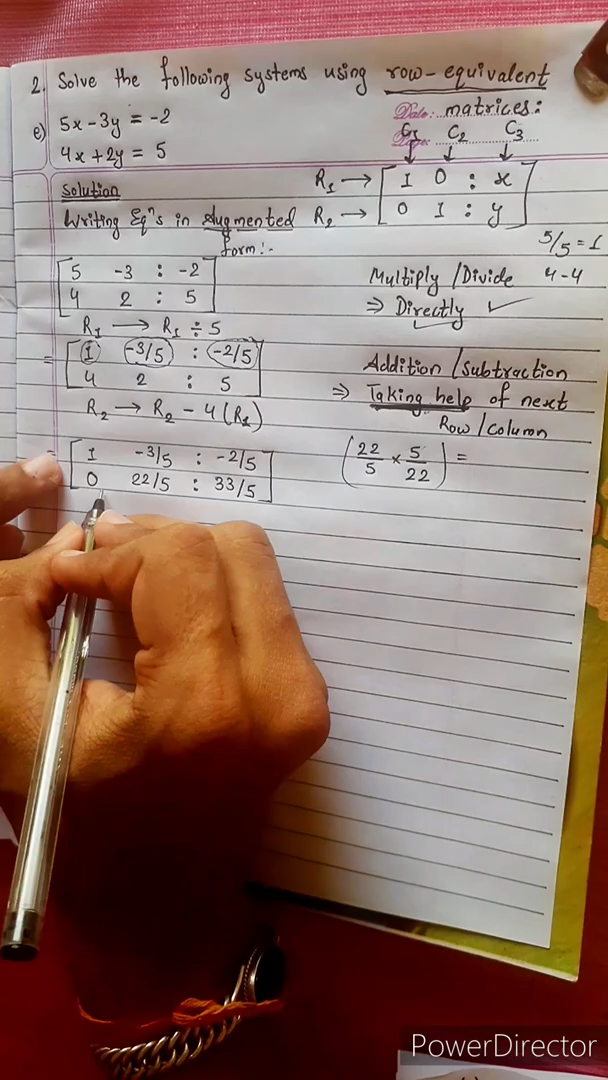 2. Solve the following systems using row-equivalent
Date: matrices:
e) 5x - 3y = -2
4x + 2y = 5
Page:
C1 C2 C3
Solution
R1 → [ 1 0 : x
R2 → 0 1 : y ]
Writing Eqns in Augmented
form:-
5/5 = 1
4-4
[ 5 -3 : -2
4 2 : 5 ]
Multiply/Divide
⇒ Directly ✓
R1 → R1 ÷ 5
= [ 1 -3/5 : -2/5
4 2 : 5 ]
R2 → R2 - 4(R1)
Addition/subtraction
⇒ Taking help of next
Row/column
= [ 1 -3/5 : -2/5
0 22/5 : 33/5 ]
(22/5 × 5/22) =
PowerDirector